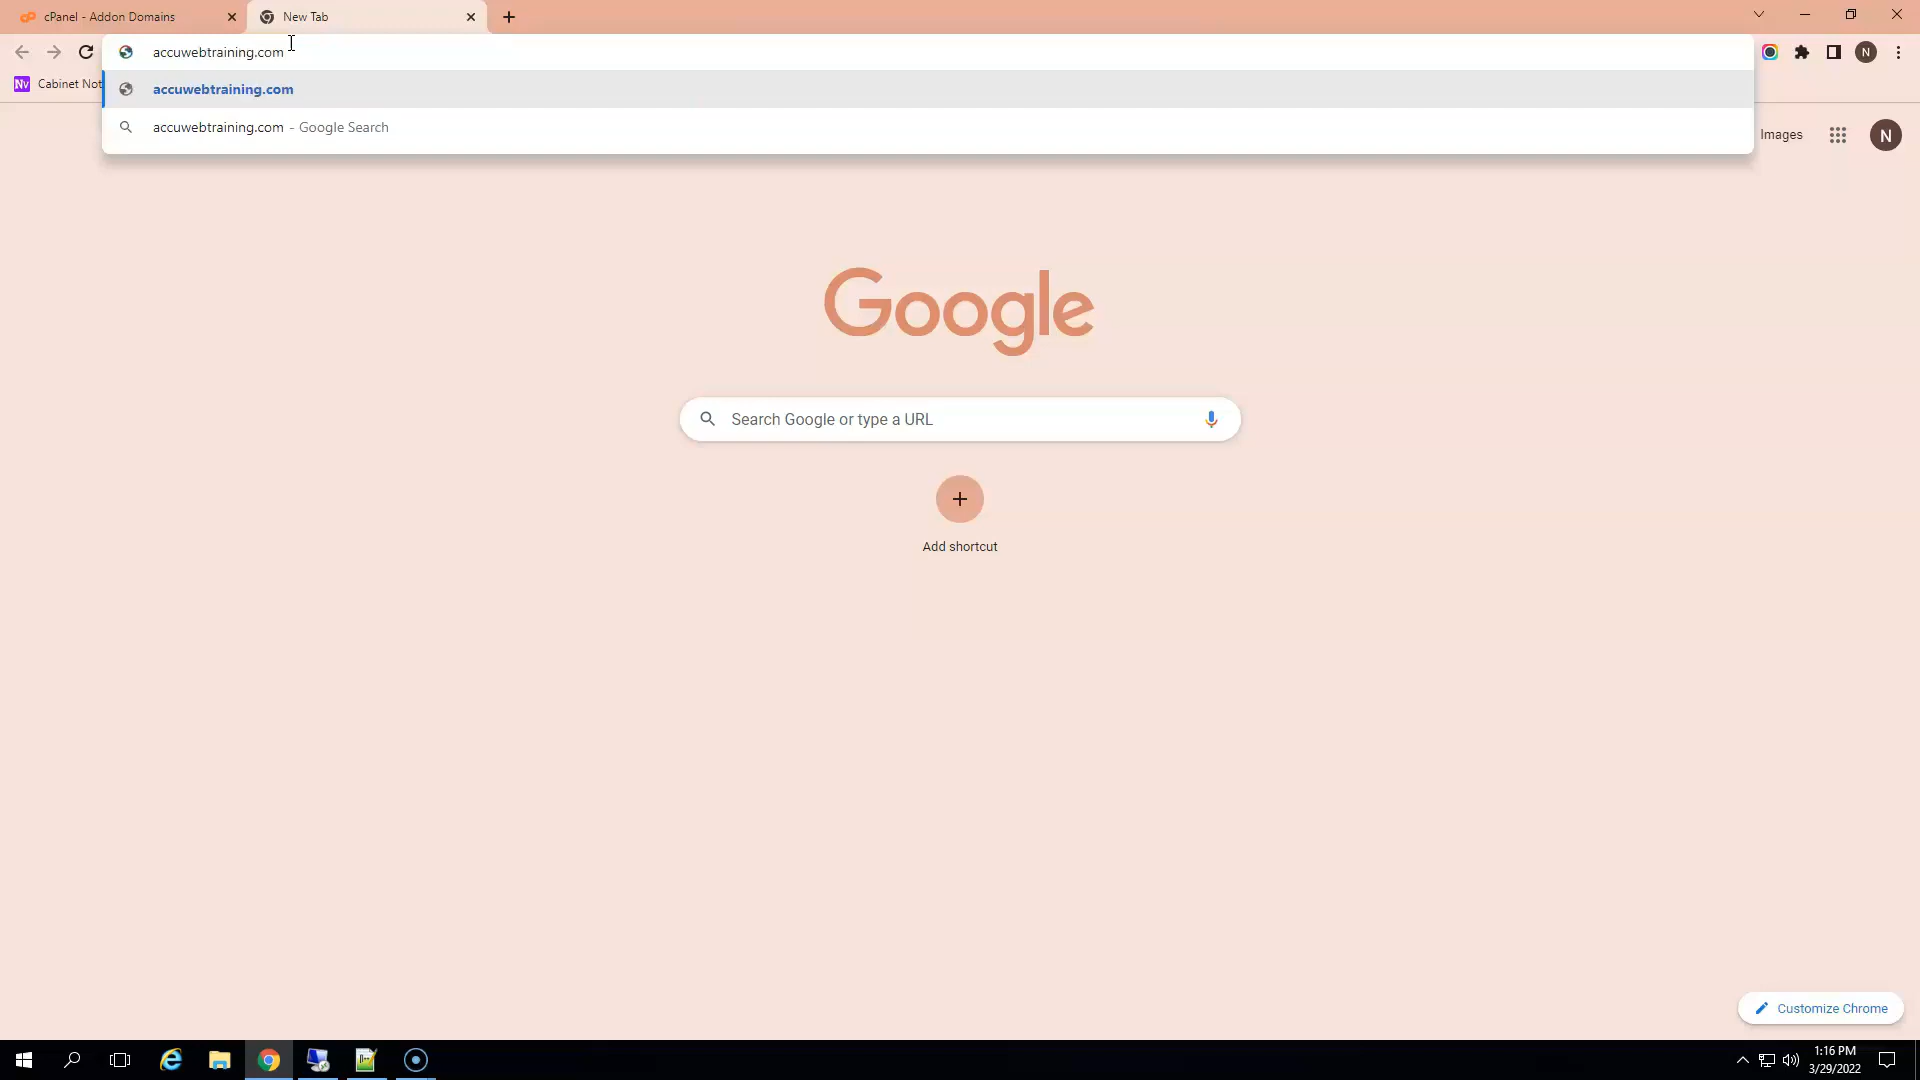 cPanel - Addon Domains
New Tab
accuwebtraining.com
N
Nv Cabinet Not
accuwebtraining.com
accuwebtraining.com - Google Search
Images
N
Google
Search Google or type a URL
Add shortcut
Customize Chrome
1:16 PM
3/29/2022